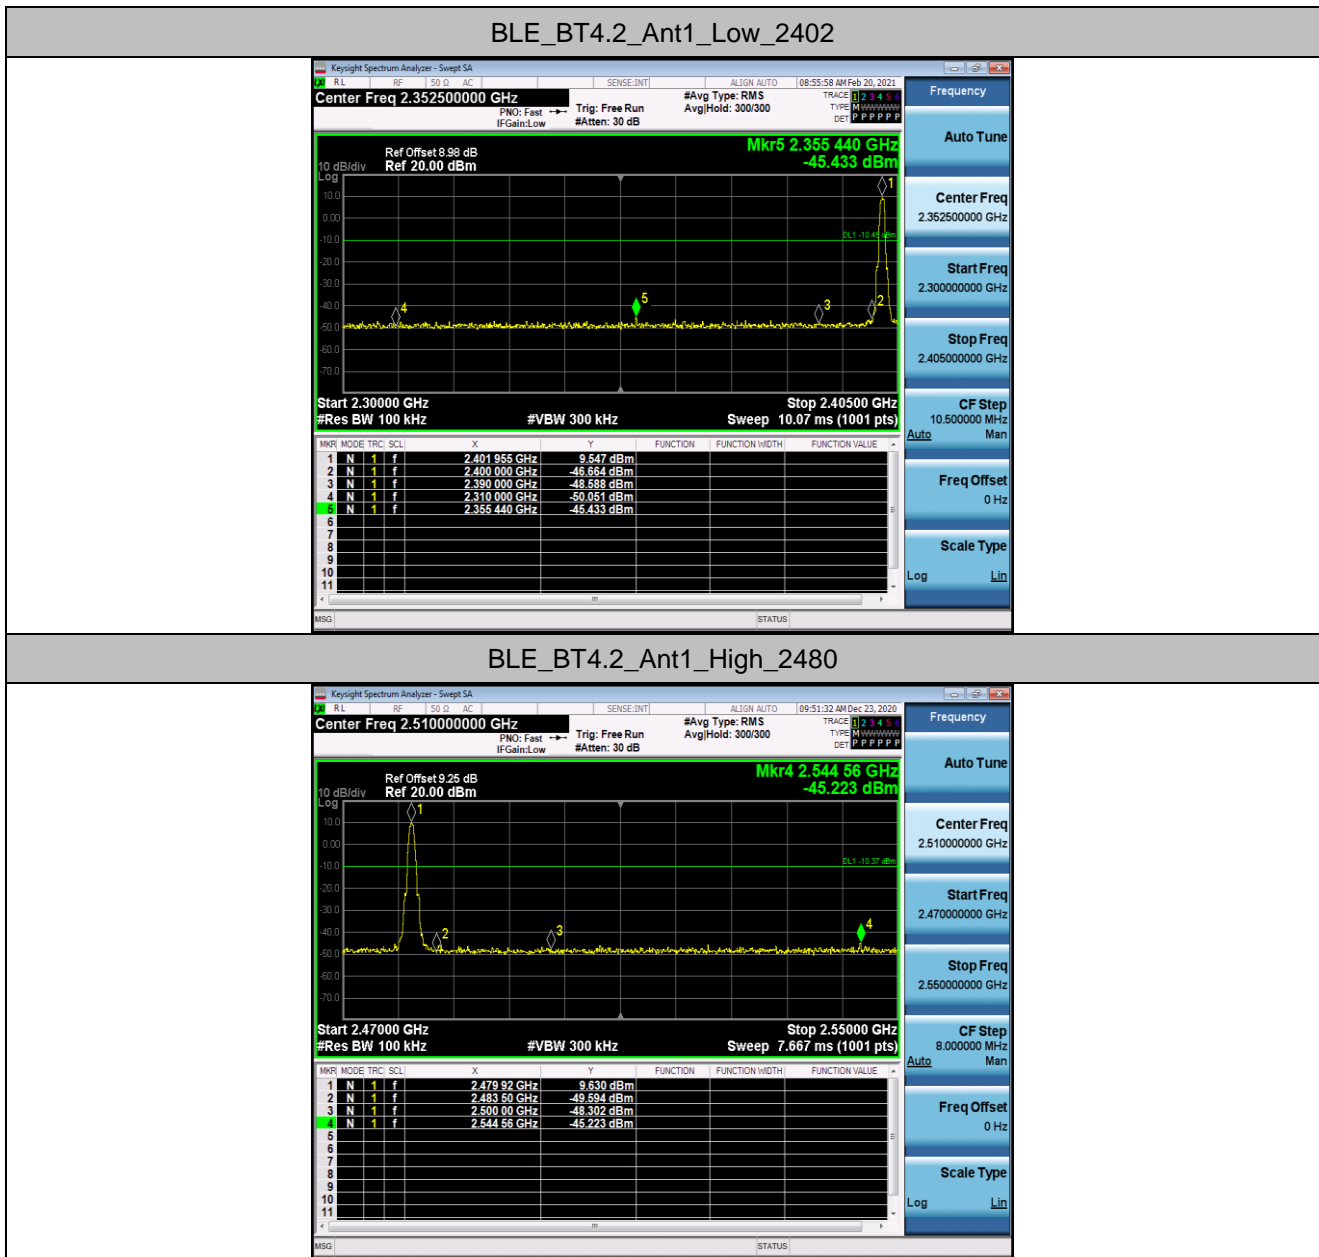 BLE_BT4.2_Ant1_Low_2402
Keysight Spectrum Analyzer - Swept SA
RL RF 50 Ω AC SENSE:INT ALIGN AUTO 08:55:58 AM Feb 20, 2021
Center Freq 2.352500000 GHz
PNO: Fast
IFGain:Low
Trig: Free Run
#Atten: 30 dB
#Avg Type: RMS
Avg|Hold: 300/300
TRACE 1 2 3 4 5 6
TYPE M W W W W W
DET P P P P P P
Frequency
Auto Tune
Center Freq
2.352500000 GHz
Start Freq
2.300000000 GHz
Stop Freq
2.405000000 GHz
CF Step
10.500000 MHz
Auto Man
Freq Offset
0 Hz
Scale Type
Log Lin
Mkr5 2.355 440 GHz
-45.433 dBm
Ref Offset 8.98 dB
10 dB/div Ref 20.00 dBm
Log
10.0
0.00
-10.0
-20.0
-30.0
-40.0
-50.0
-60.0
-70.0
1
DL1 -10.45 dBm
4
5
3
2
Start 2.30000 GHz Stop 2.40500 GHz
#Res BW 100 kHz #VBW 300 kHz Sweep 10.07 ms (1001 pts)
MKR MODE TRC SCL X Y FUNCTION FUNCTION WIDTH FUNCTION VALUE
1 N 1 f 2.401 955 GHz 9.547 dBm
2 N 1 f 2.400 000 GHz -46.664 dBm
3 N 1 f 2.390 000 GHz -48.588 dBm
4 N 1 f 2.310 000 GHz -50.051 dBm
5 N 1 f 2.355 440 GHz -45.433 dBm
6
7
8
9
10
11
MSG STATUS
BLE_BT4.2_Ant1_High_2480
Keysight Spectrum Analyzer - Swept SA
RL RF 50 Ω AC SENSE:INT ALIGN AUTO 09:51:32 AM Dec 23, 2020
Center Freq 2.510000000 GHz
PNO: Fast
IFGain:Low
Trig: Free Run
#Atten: 30 dB
#Avg Type: RMS
Avg|Hold: 300/300
TRACE 1 2 3 4 5 6
TYPE M W W W W W
DET P P P P P P
Frequency
Auto Tune
Center Freq
2.510000000 GHz
Start Freq
2.470000000 GHz
Stop Freq
2.550000000 GHz
CF Step
8.000000 MHz
Auto Man
Freq Offset
0 Hz
Scale Type
Log Lin
Mkr4 2.544 56 GHz
-45.223 dBm
Ref Offset 9.25 dB
10 dB/div Ref 20.00 dBm
Log
10.0
0.00
-10.0
-20.0
-30.0
-40.0
-50.0
-60.0
-70.0
1
DL1 -10.37 dBm
2
3
4
Start 2.47000 GHz Stop 2.55000 GHz
#Res BW 100 kHz #VBW 300 kHz Sweep 7.667 ms (1001 pts)
MKR MODE TRC SCL X Y FUNCTION FUNCTION WIDTH FUNCTION VALUE
1 N 1 f 2.479 92 GHz 9.630 dBm
2 N 1 f 2.483 50 GHz -49.594 dBm
3 N 1 f 2.500 00 GHz -48.302 dBm
4 N 1 f 2.544 56 GHz -45.223 dBm
5
6
7
8
9
10
11
MSG STATUS